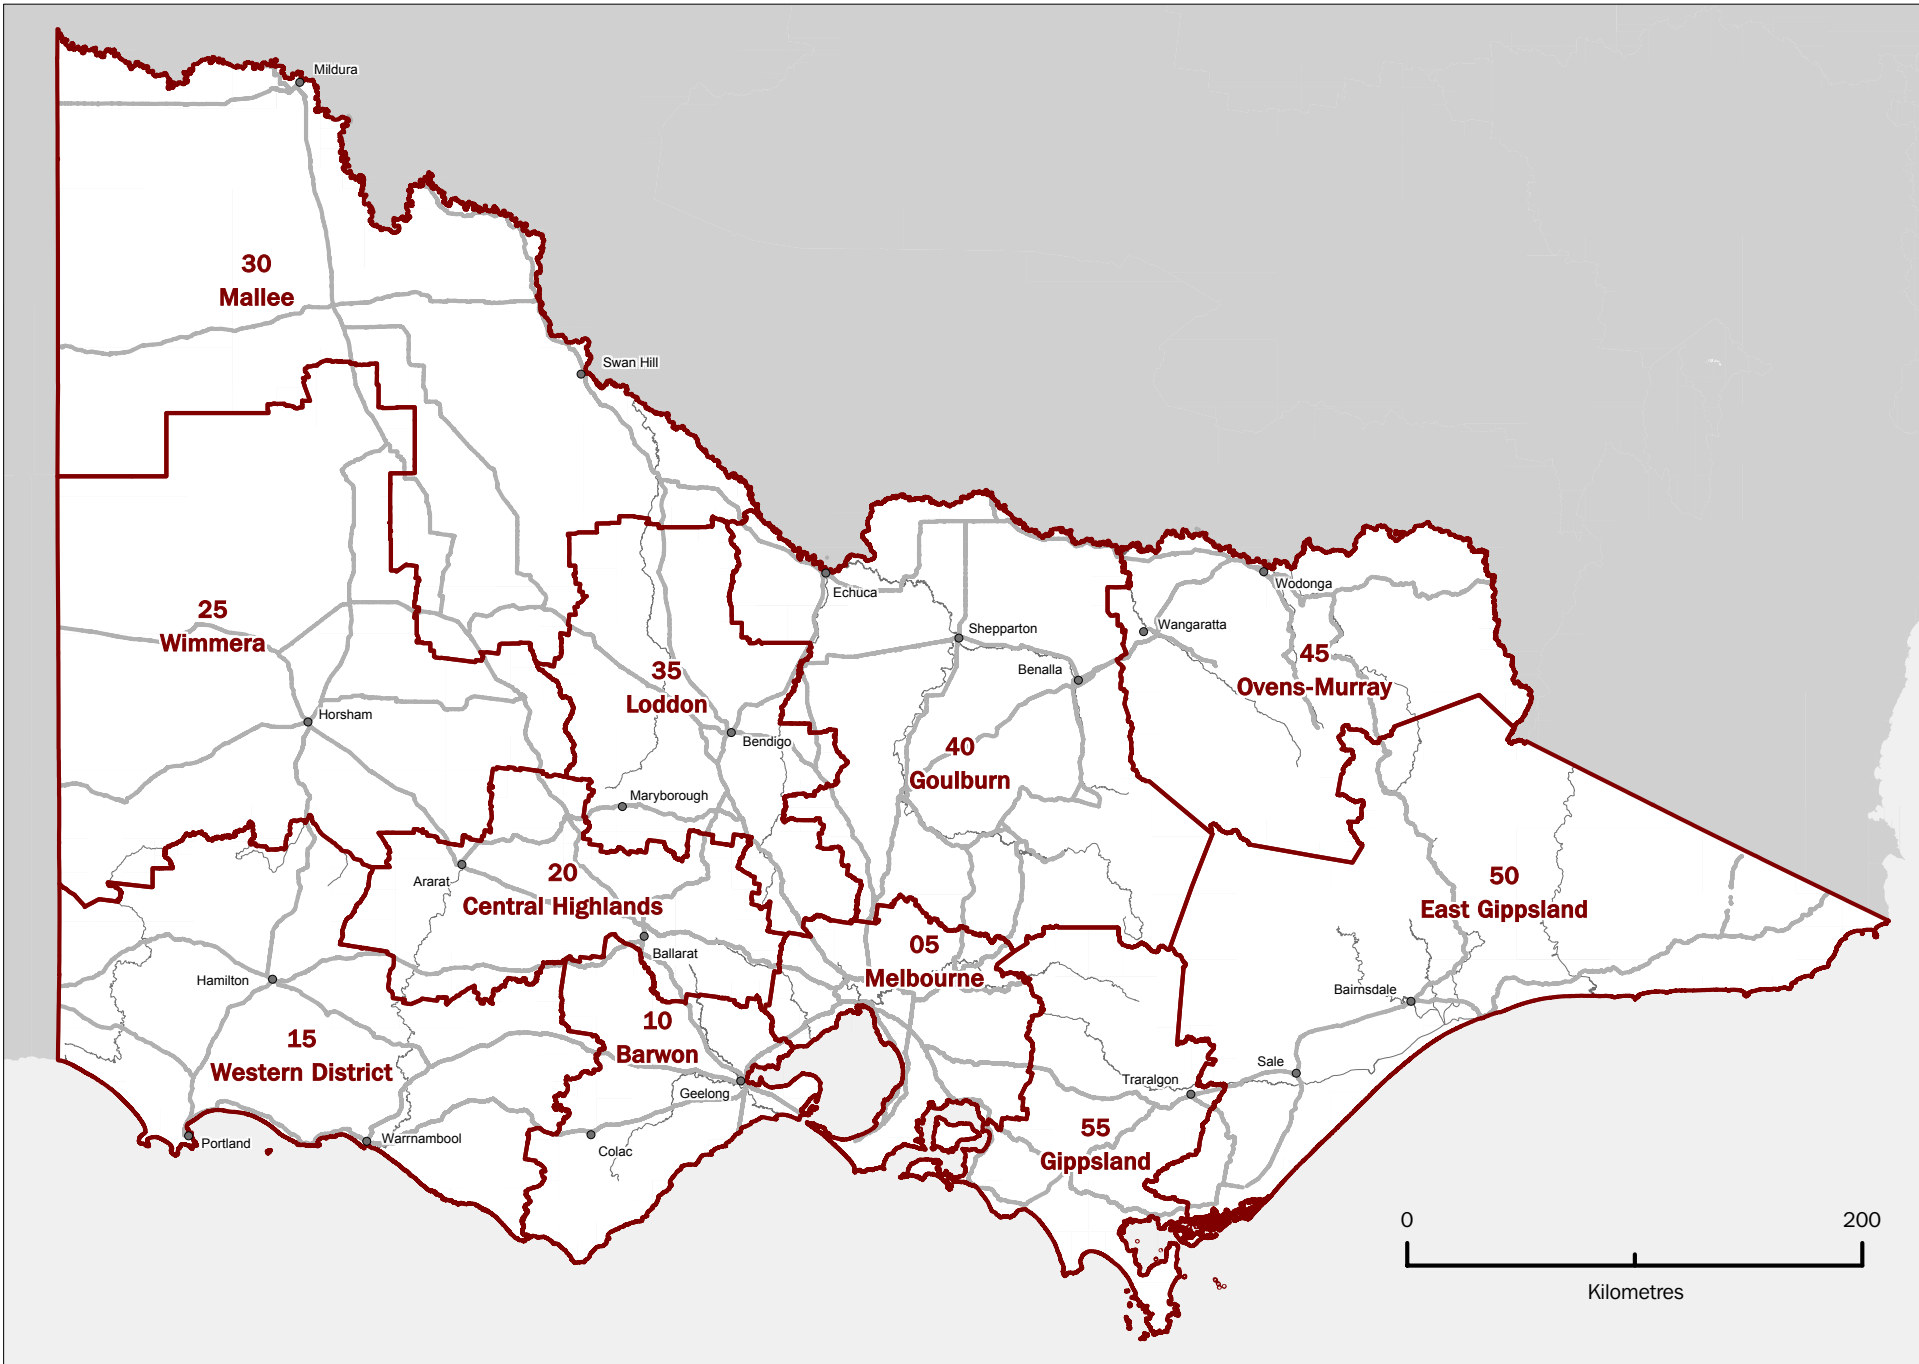 Mildura
30
Mallee
Swan Hill
Echuca
Wodonga
25
Wimmera
Shepparton
Wangaratta
Benalla
45
Ovens-Murray
35
Loddon
Horsham
Bendigo
40
Goulburn
Maryborough
Ararat
20
Central Highlands
50
East Gippsland
Ballarat
05
Melbourne
Hamilton
Bairnsdale
15
Western District
10
Barwon
Geelong
Sale
Traralgon
Portland
Warrnambool
Colac
55
Gippsland
0 200
Kilometres